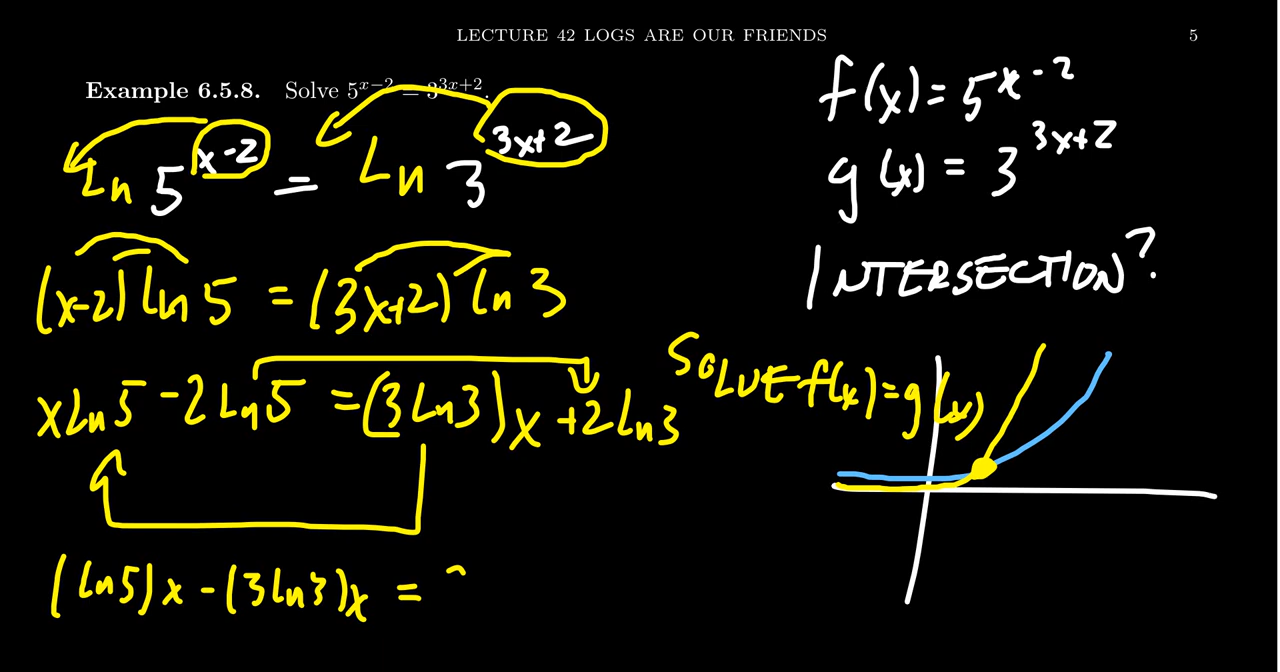 LECTURE 42 LOGS ARE OUR FRIENDS 5
Example 6.5.8. Solve 5^{x−2} = 3^{3x+2}.
Ln 5^{x-2} = Ln 3^{3x+2}
(x-2) ln 5 = (3x+2) ln 3
x Ln 5 - 2 Ln 5 = (3 Ln 3) x + 2 ln 3
(ln 5) x - (3 ln 3) x =
f(x) = 5^{x-2}
g(x) = 3^{3x+2}
INTERSECTION?
SOLVE f(x) = g(x)